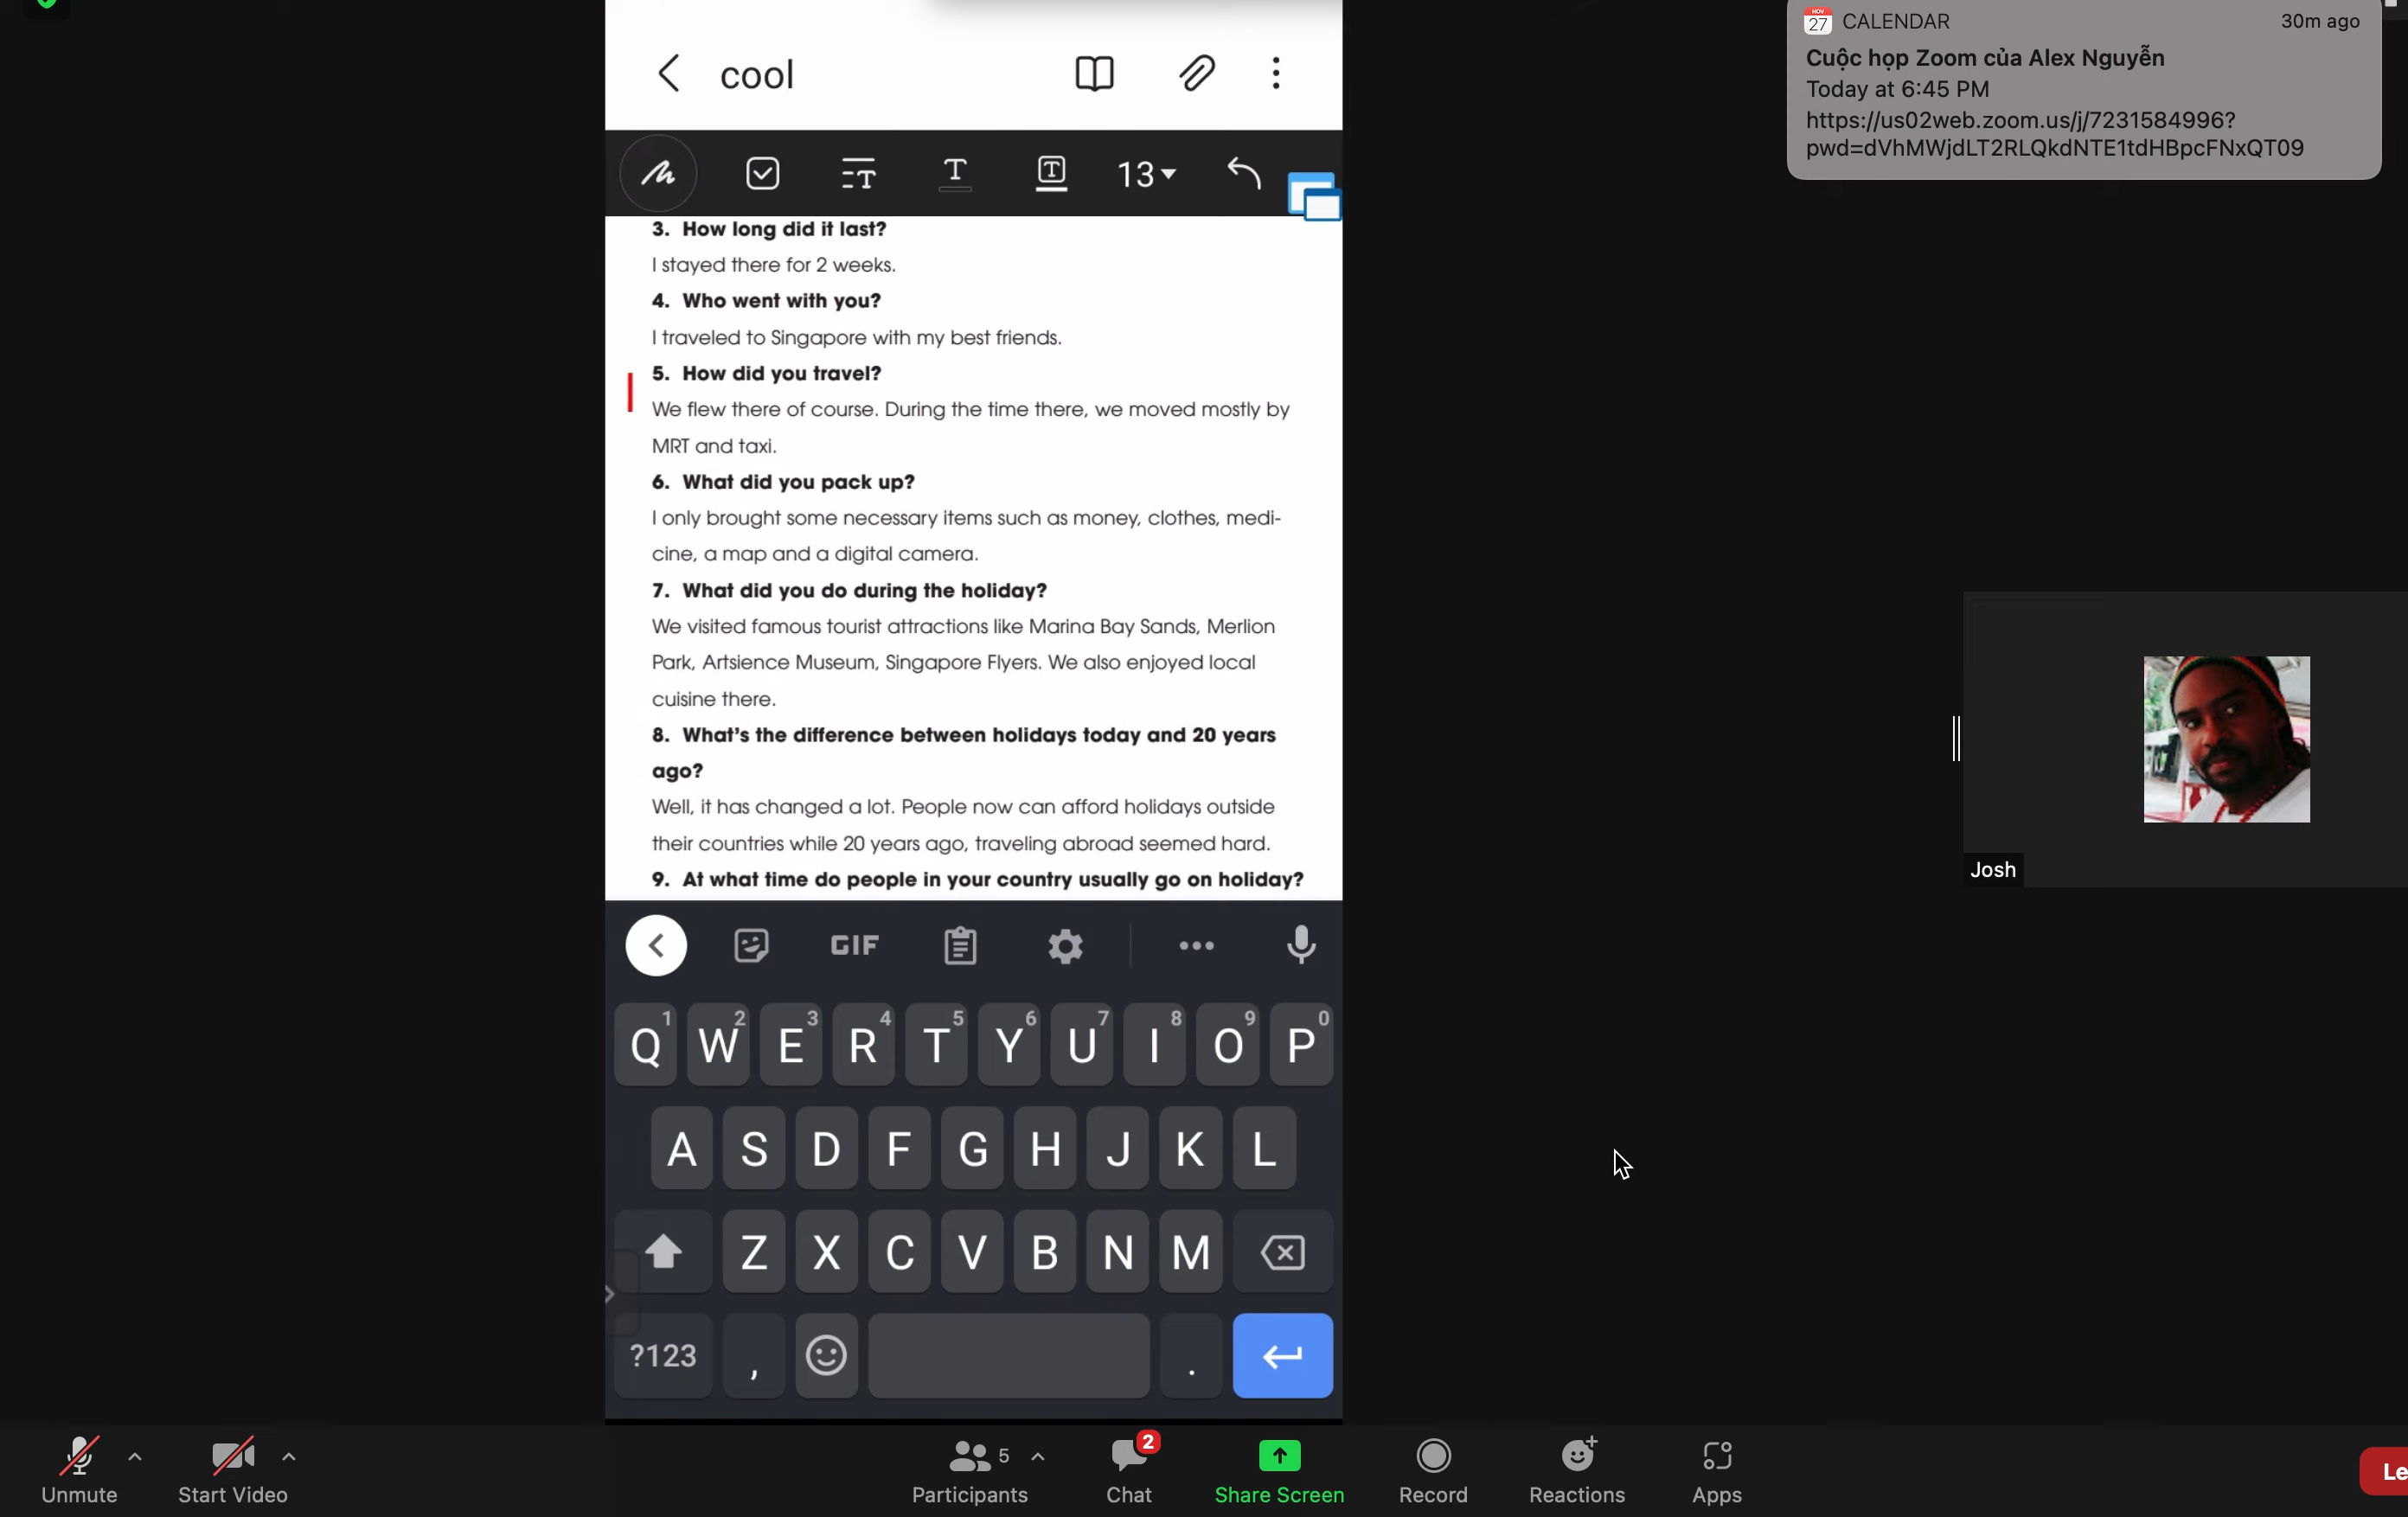 CALENDAR 30m ago
NOV
27
Cuộc họp Zoom của Alex Nguyễn
Today at 6:45 PM
https://us02web.zoom.us/j/7231584996?
pwd=dVhMWjdLT2RLQkdNTE1tdHBpcFNxQT09
cool
T T T 13
3. How long did it last?
I stayed there for 2 weeks.
4. Who went with you?
I traveled to Singapore with my best friends.
5. How did you travel?
We flew there of course. During the time there, we moved mostly by
MRT and taxi.
6. What did you pack up?
I only brought some necessary items such as money, clothes, medi-
cine, a map and a digital camera.
7. What did you do during the holiday?
We visited famous tourist attractions like Marina Bay Sands, Merlion
Park, Artsience Museum, Singapore Flyers. We also enjoyed local
cuisine there.
8. What's the difference between holidays today and 20 years
ago?
Well, it has changed a lot. People now can afford holidays outside
their countries while 20 years ago, traveling abroad seemed hard.
9. At what time do people in your country usually go on holiday?
Josh
GIF
1 2 3 4 5 6 7 8 9 0
Q W E R T Y U I O P
A S D F G H J K L
Z X C V B N M
?123 , .
5 2
Unmute Start Video Participants Chat Share Screen Record Reactions Apps Le